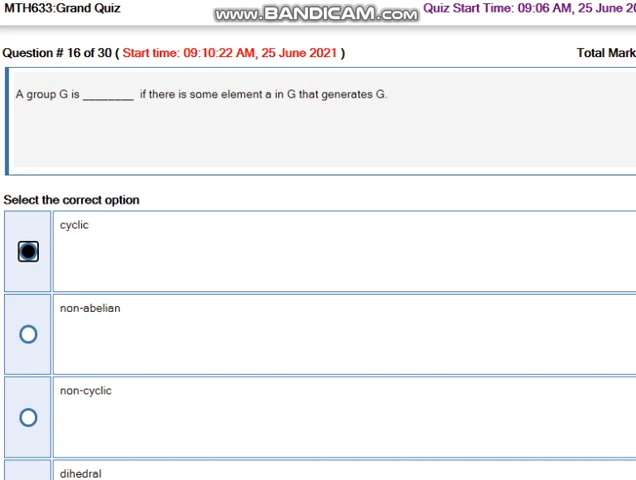 MTH633:Grand Quiz
www.BANDICAM.com
Quiz Start Time: 09:06 AM, 25 June 20
Question # 16 of 30 ( Start time: 09:10:22 AM, 25 June 2021 )
Total Mark
A group G is ________ if there is some element a in G that generates G.
Select the correct option
cyclic
non-abelian
non-cyclic
dihedral